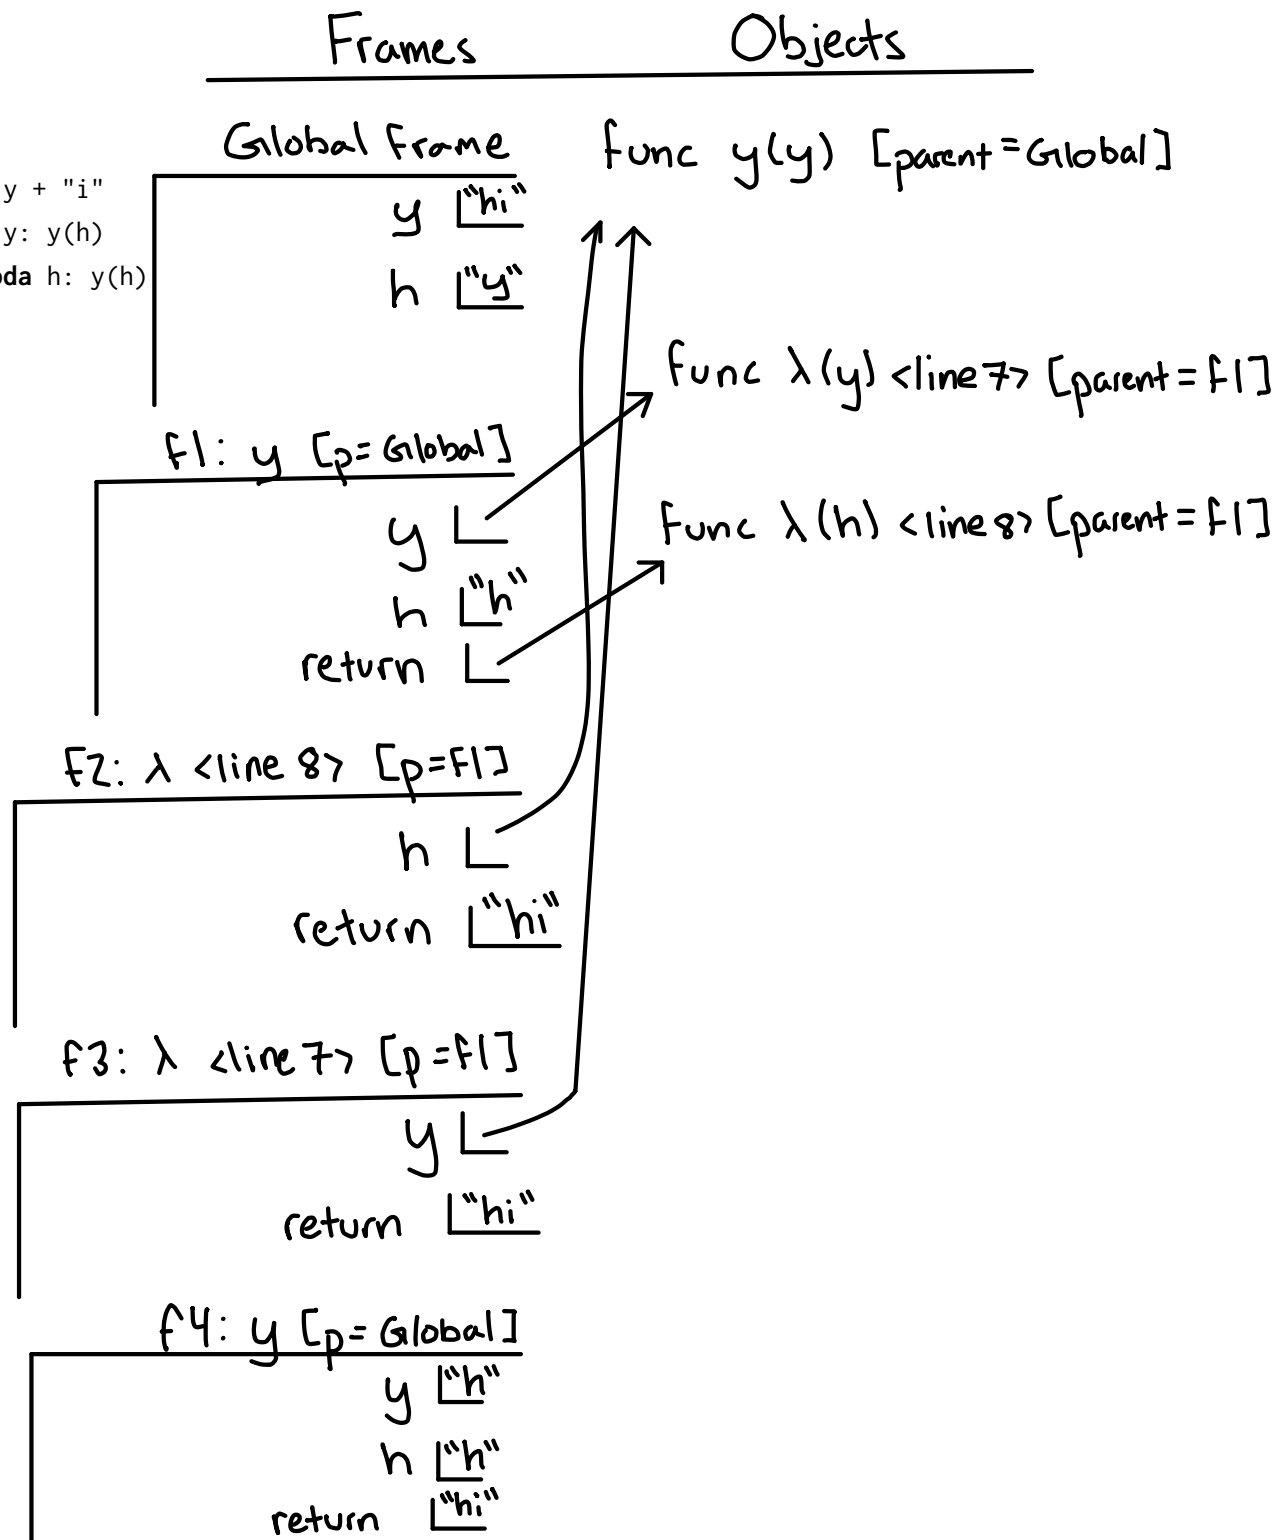 Frames Objects
Global Frame func y(y) [parent=Global]
y + "i"
y "hi"
y: y(h)
h "y"
h: y(h)
func λ(y) <line 7> [parent=f1]
f1: y [p=Global]
y
func λ(h) <line 8> [parent=f1]
h "h"
return
f2: λ <line 8> [p=f1]
h
return "hi"
f3: λ <line 7> [p=f1]
y
return "hi"
f4: y [p=Global]
y "h"
h "h"
return "hi"